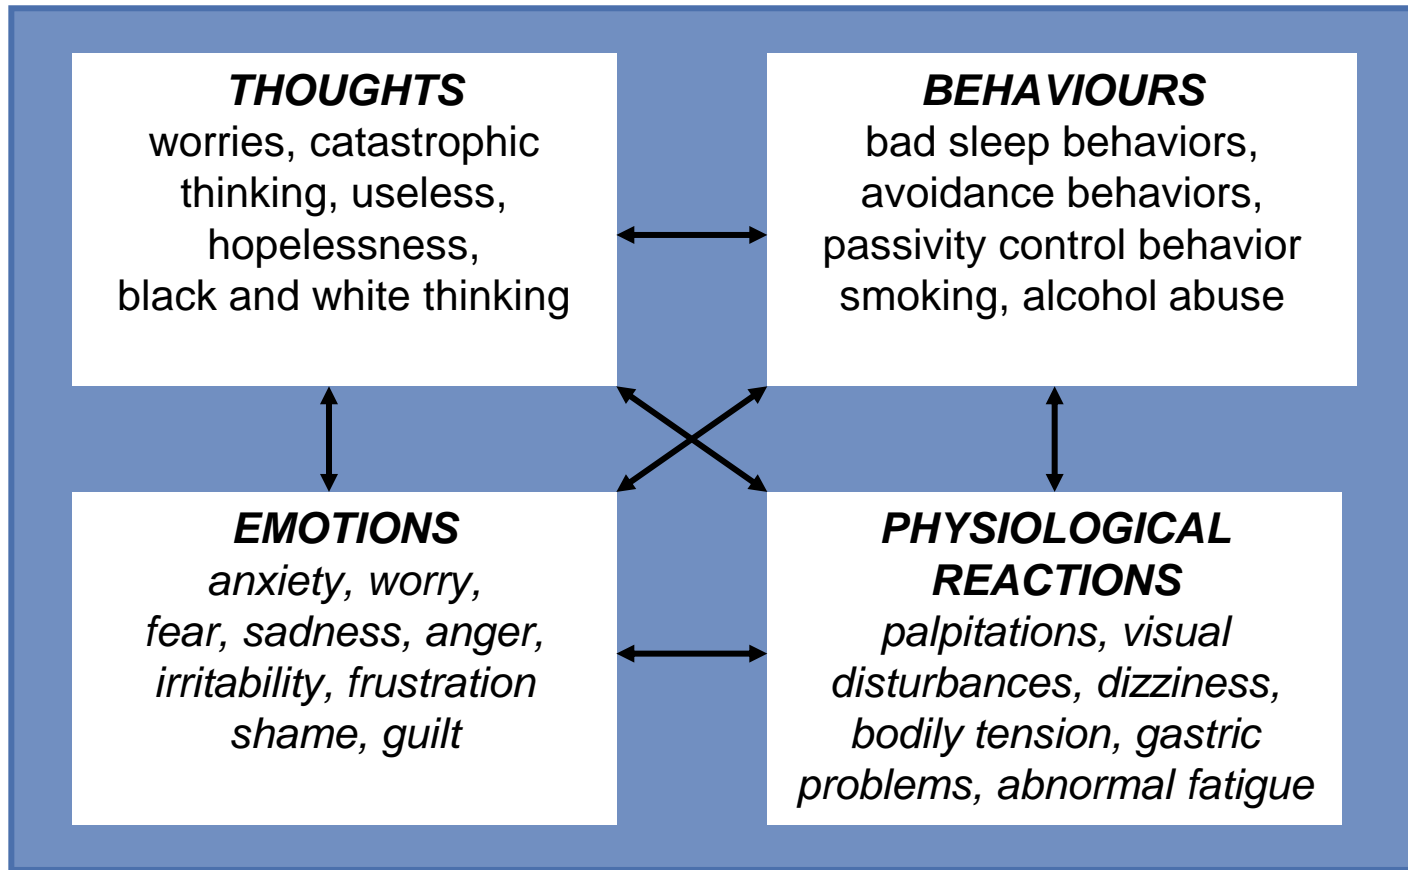 THOUGHTS
worries, catastrophic
thinking, useless,
hopelessness,
black and white thinking
BEHAVIOURS
bad sleep behaviors,
avoidance behaviors,
passivity control behavior
smoking, alcohol abuse
EMOTIONS
anxiety, worry,
fear, sadness, anger,
irritability, frustration
shame, guilt
PHYSIOLOGICAL
REACTIONS
palpitations, visual
disturbances, dizziness,
bodily tension, gastric
problems, abnormal fatigue